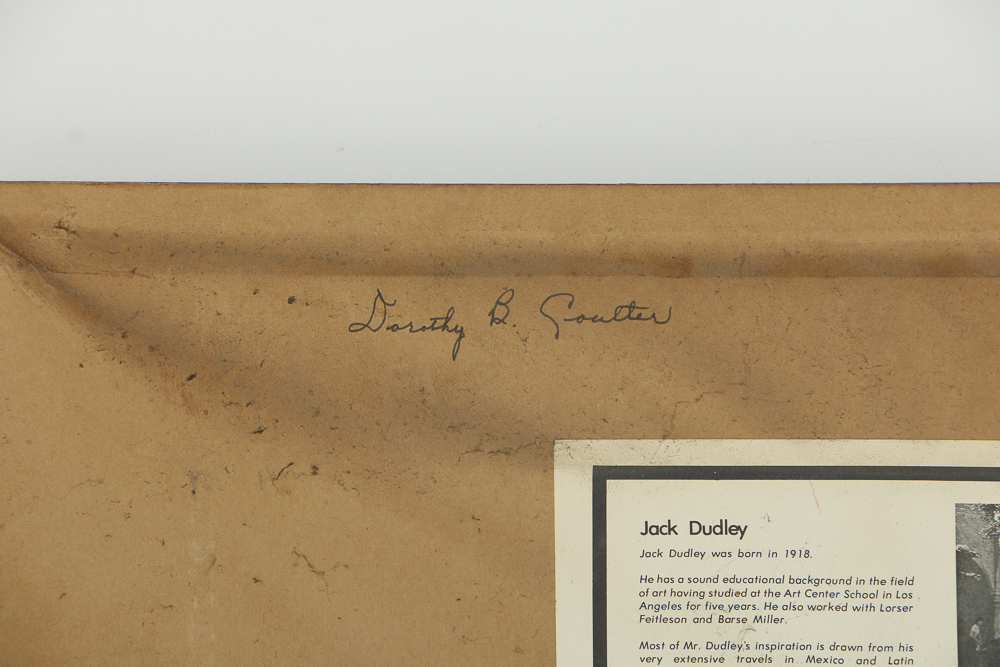 Dorothy B. Coulter
Jack Dudley
Jack Dudley was born in 1918.
He has a sound educational background in the field
of art having studied at the Art Center School in Los
Angeles for five years. He also worked with Lorser
Feitleson and Barse Miller.
Most of Mr. Dudley's inspiration is drawn from his
very extensive travels in Mexico and Latin